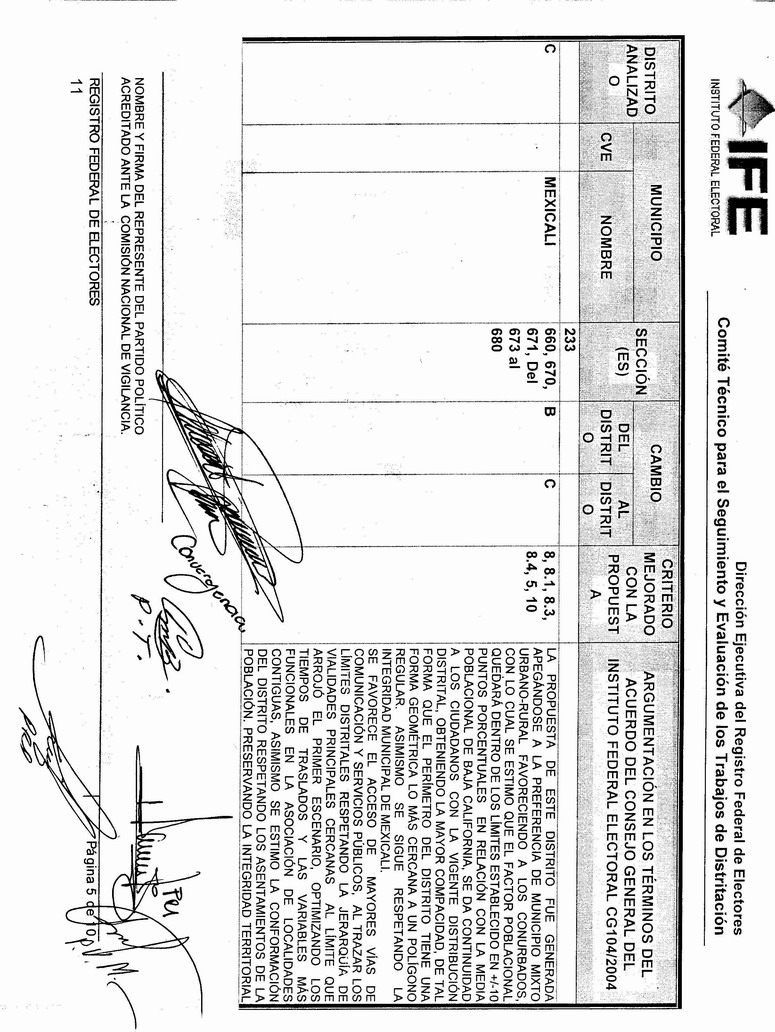 IFE
INSTITUTO FEDERAL ELECTORAL
Dirección Ejecutiva del Registro Federal de Electores
Comité Técnico para el Seguimiento y Evaluación de los Trabajos de Distritación
DISTRITO
ANALIZAD
O
MUNICIPIO
CVE
NOMBRE
SECCIÓN
(ES)
CAMBIO
DEL
DISTRIT
O
AL
DISTRIT
O
CRITERIO
MEJORADO
CON LA
PROPUEST
A
ARGUMENTACIÓN EN LOS TÉRMINOS DEL
ACUERDO DEL CONSEJO GENERAL DEL
INSTITUTO FEDERAL ELECTORAL CG104/2004
233
C
MEXICALI
660, 670,
671, Del
673 al
680
B
C
8, 8.1, 8.3,
8.4, 5, 10
LA PROPUESTA DE ESTE DISTRITO FUE GENERADA
APEGÁNDOSE A LA PREFERENCIA DE MUNICIPIO MIXTO
URBANO-RURAL FAVORECIENDO A LOS CONURBADOS,
CON LO CUAL SE ESTIMO QUE EL FACTOR POBLACIONAL
QUEDARÁ DENTRO DE LOS LÍMITES ESTABLECIDO EN +/-10
PUNTOS PORCENTUALES EN RELACIÓN CON LA MEDIA
POBLACIONAL DE BAJA CALIFORNIA, SE DA CONTINUIDAD
A LOS CIUDADANOS CON LA VIGENTE DISTRIBUCIÓN
DISTRITAL, OBTENIENDO LA MAYOR COMPACIDAD, DE TAL
FORMA QUE EL PERÍMETRO DEL DISTRITO TIENE UNA
FORMA GEOMÉTRICA LO MÁS CERCANA A UN POLÍGONO
REGULAR. ASIMISMO SE SIGUE RESPETANDO LA
INTEGRIDAD MUNICIPAL DE MEXICALI.
SE FAVORECE EL ACCESO DE MAYORES VÍAS DE
COMUNICACIÓN Y SERVICIOS PÚBLICOS, AL TRAZAR LOS
LÍMITES DISTRITALES RESPETANDO LA JERARQUÍA DE
VIALIDADES PRINCIPALES CERCANAS AL LÍMITE QUE
ARROJÓ EL PRIMER ESCENARIO, OPTIMIZANDO LOS
TIEMPOS DE TRASLADOS Y LAS VARIABLES MÁS
FUNCIONALES EN LA ASOCIACIÓN DE LOCALIDADES
CONTIGUAS, ASIMISMO SE ESTIMO LA CONFORMACIÓN
DEL DISTRITO RESPETANDO LOS ASENTAMIENTOS DE LA
POBLACIÓN, PRESERVANDO LA INTEGRIDAD TERRITORIAL
Convergencia
P.T.
NOMBRE Y FIRMA DEL REPRESENTE DEL PARTIDO POLÍTICO
ACREDITADO ANTE LA COMISIÓN NACIONAL DE VIGILANCIA.
REGISTRO FEDERAL DE ELECTORES
11
Página 5 de 10
P.V.M.